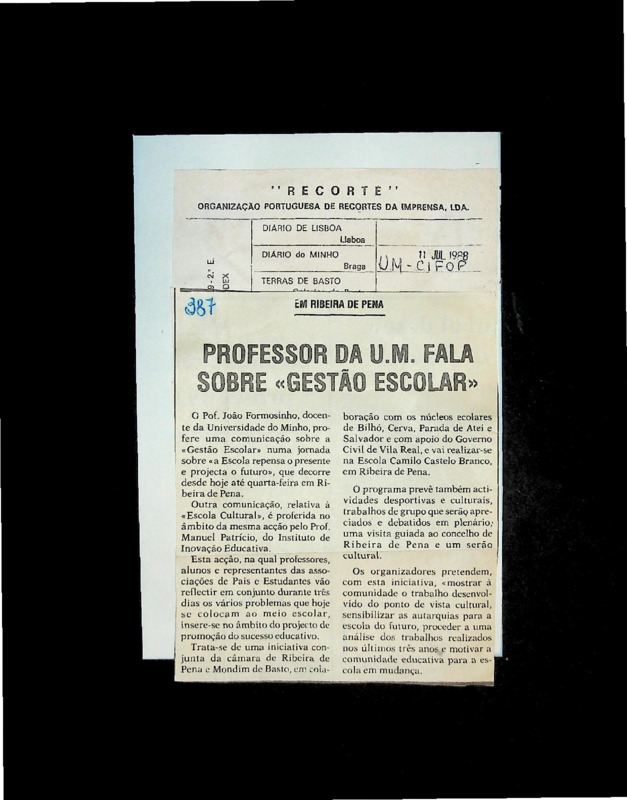 "RECORTE"
ORGANIZAÇÃO PORTUGUESA DE RECORTES DA IMPRENSA, LDA.
DIÁRIO DE LISBOA
Lisboa
DIÁRIO do MINHO
Braga
11 JUL 1988
UM-CIFOP
TERRAS DE BASTO
9-2.º E.
DEX
387
EM RIBEIRA DE PENA
PROFESSOR DA U.M. FALA
SOBRE «GESTÃO ESCOLAR»
O Pof. João Formosinho, docen-
te da Universidade do Minho, pro-
fere uma comunicação sobre a
«Gestão Escolar» numa jornada
sobre «a Escola repensa o presente
e projecta o futuro», que decorre
desde hoje até quarta-feira em Ri-
beira de Pena.
Outra comunicação, relativa à
«Escola Cultural», é proferida no
âmbito da mesma acção pelo Prof.
Manuel Patrício, do Instituto de
Inovação Educativa.
Esta acção, na qual professores,
alunos e representantes das asso-
ciações de Pais e Estudantes vão
reflectir em conjunto durante três
dias os vários problemas que hoje
se colocam ao meio escolar,
insere-se no âmbito do projecto de
promoção do sucesso educativo.
Trata-se de uma iniciativa con-
junta da câmara de Ribeira de
Pena e Mondim de Basto, em cola-
boração com os núcleos ecolares
de Bilhó, Cerva, Parada de Atei e
Salvador e com apoio do Governo
Civil de Vila Real, e vai realizar-se
na Escola Camilo Castelo Branco,
em Ribeira de Pena.
O programa prevê também acti-
vidades desportivas e culturais,
trabalhos de grupo que serão apre-
ciados e debatidos em plenário;
uma visita guiada ao concelho de
Ribeira de Pena e um serão
cultural.
Os organizadores pretendem,
com esta iniciativa, «mostrar à
comunidade o trabalho desenvol-
vido do ponto de vista cultural,
sensibilizar as autarquias para a
escola do futuro, proceder a uma
análise dos trabalhos realizados
nos últimos três anos e motivar a
comunidade educativa para a es-
cola em mudança.